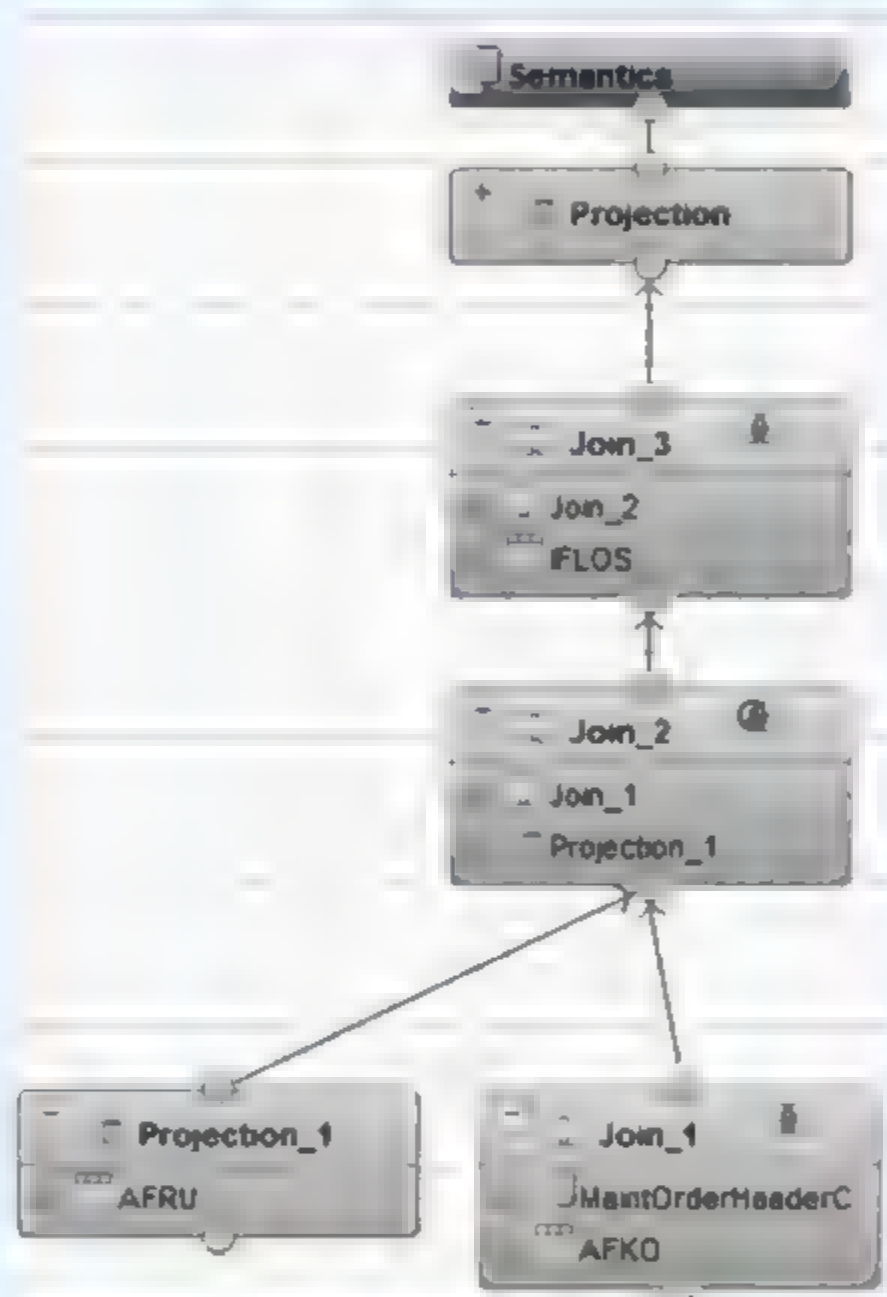 Semantics
Projection
Join_3
Join_2
IFLOS
Join_2
Join_1
Projection_1
Projection_1
AFRU
Join_1
MaintOrderHeaderC
AFKO